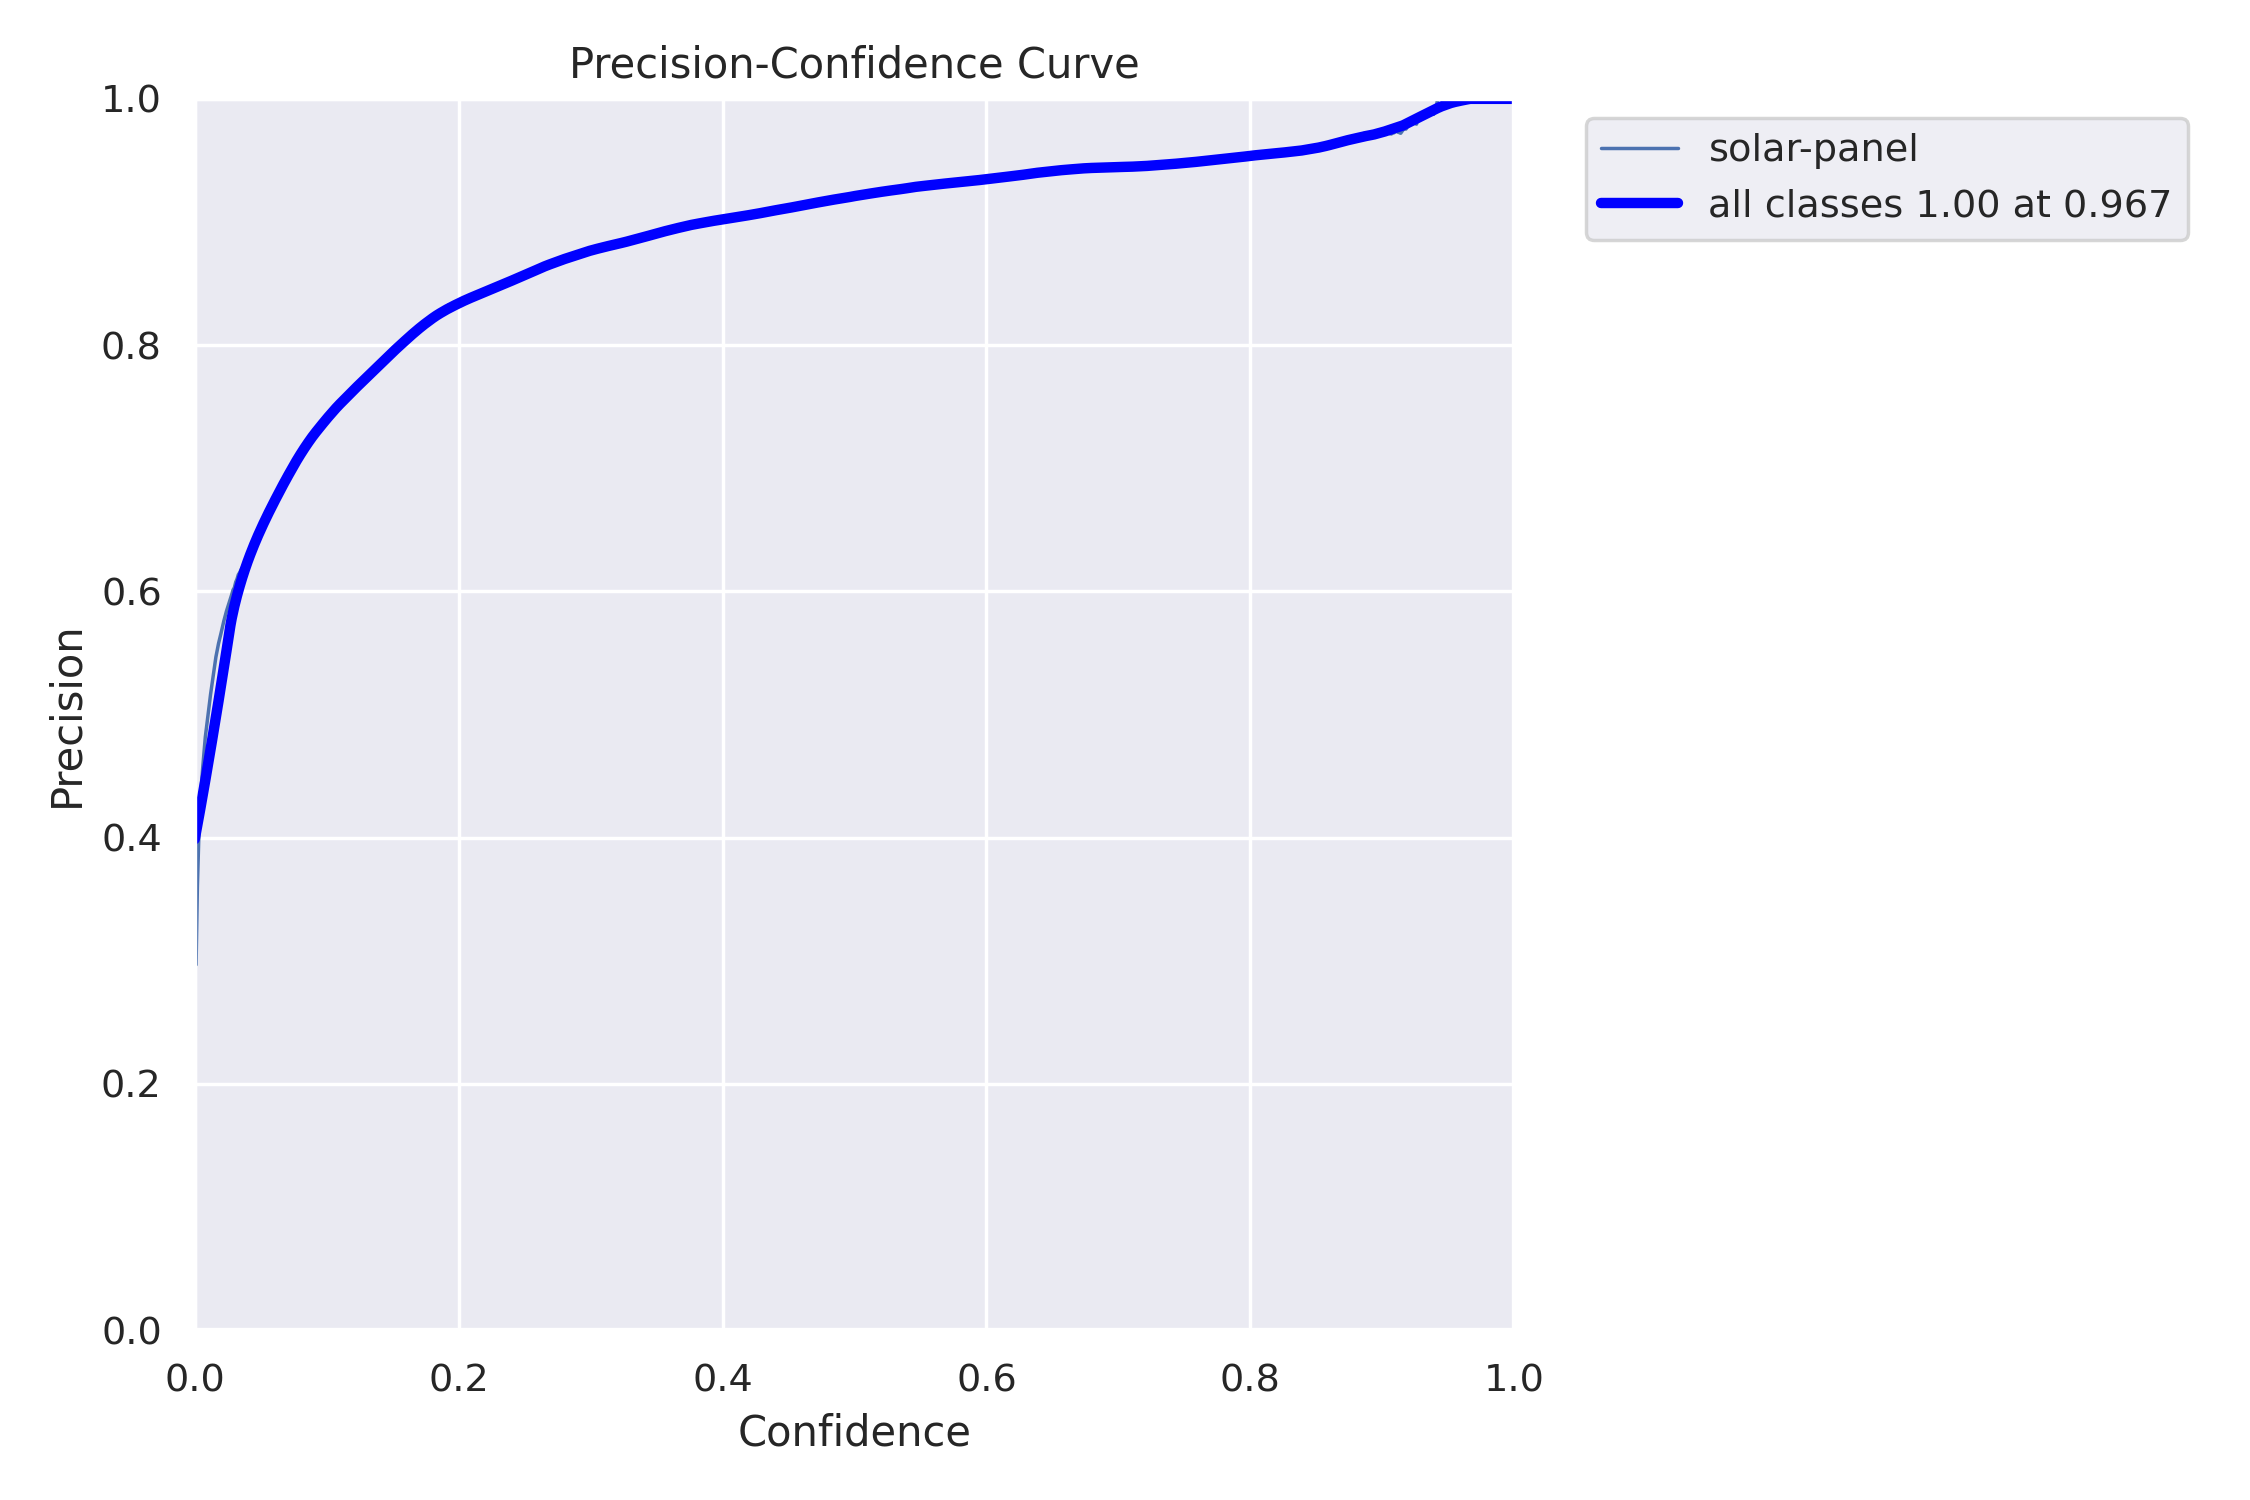 Precision-Confidence Curve
1.0
0.8
0.6
0.4
0.2
0.0
Precision
0.0 0.2 0.4 0.6 0.8 1.0
Confidence
solar-panel
all classes 1.00 at 0.967